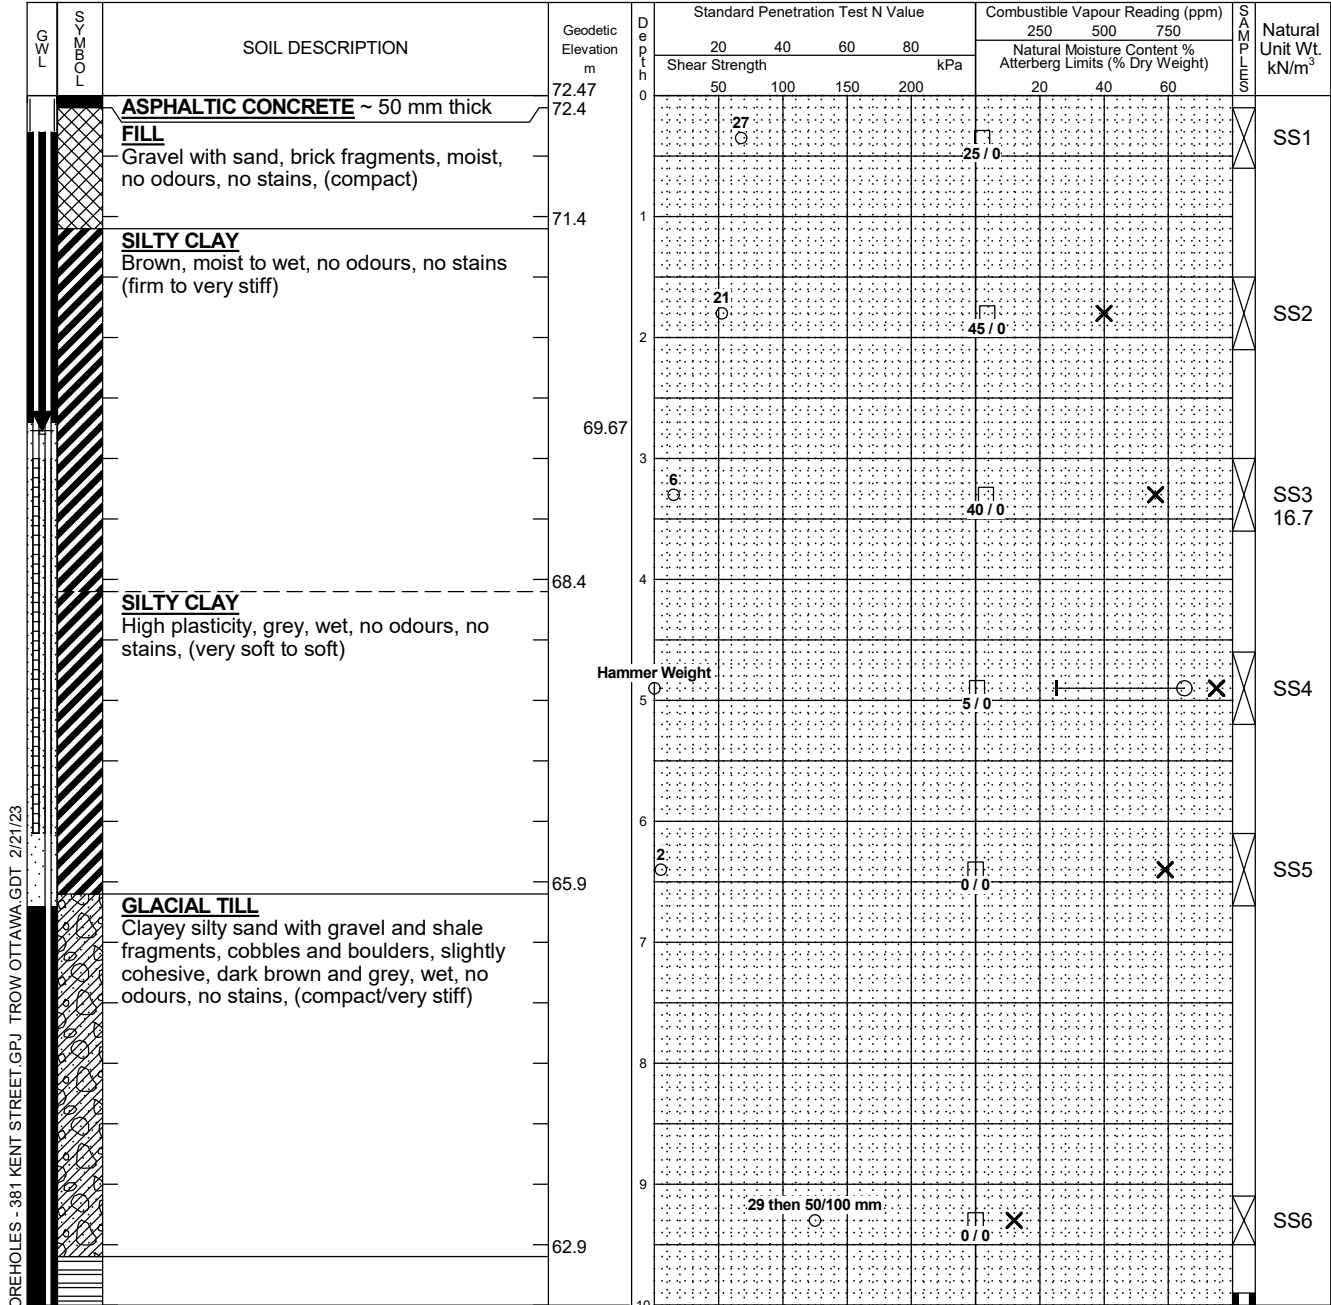 GWL
SYMBOL
SOIL DESCRIPTION
Geodetic
Elevation
m
Depth
Standard Penetration Test N Value
20 40 60 80
Shear Strength kPa
50 100 150 200
Combustible Vapour Reading (ppm)
250 500 750
Natural Moisture Content %
Atterberg Limits (% Dry Weight)
20 40 60
SAMPLES
Natural
Unit Wt.
kN/m³
72.47
0
ASPHALTIC CONCRETE ~ 50 mm thick
72.4
FILL
Gravel with sand, brick fragments, moist,
no odours, no stains, (compact)
27
25 / 0
SS1
71.4
1
SILTY CLAY
Brown, moist to wet, no odours, no stains
(firm to very stiff)
21
45 / 0
SS2
2
69.67
3
6
40 / 0
SS3
16.7
4
68.4
SILTY CLAY
High plasticity, grey, wet, no odours, no
stains, (very soft to soft)
Hammer Weight
5 / 0
SS4
5
6
2
0 / 0
SS5
65.9
GLACIAL TILL
Clayey silty sand with gravel and shale
fragments, cobbles and boulders, slightly
cohesive, dark brown and grey, wet, no
odours, no stains, (compact/very stiff)
7
8
9
29 then 50/100 mm
0 / 0
SS6
62.9
10
OREHOLES - 381 KENT STREET.GPJ TROW OTTAWA.GDT 2/21/23